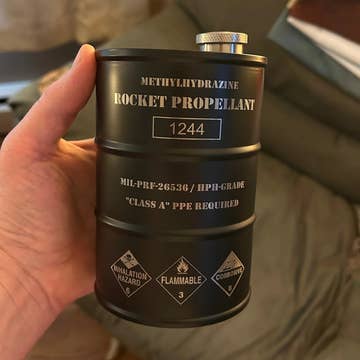 METHYLHYDRAZINE
ROCKET PROPELLANT
1244
MIL-PRF-26536 / HPH-GRADE
"CLASS A" PPE REQUIRED
INHALATION
HAZARD
6
FLAMMABLE
3
CORROSIVE
8